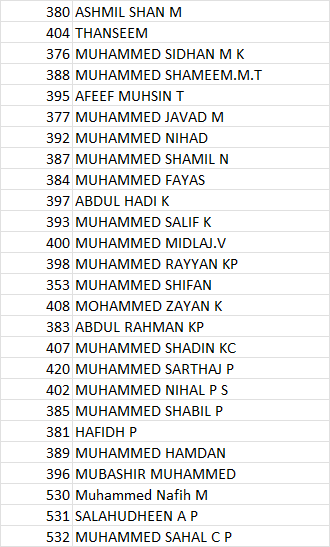 380 ASHMIL SHAN M
404 THANSEEM
376 MUHAMMED SIDHAN M K
388 MUHAMMED SHAMEEM.M.T
395 AFEEF MUHSIN T
377 MUHAMMED JAVAD M
392 MUHAMMED NIHAD
387 MUHAMMED SHAMIL N
384 MUHAMMED FAYAS
397 ABDUL HADI K
393 MUHAMMED SALIF K
400 MUHAMMED MIDLAJ.V
398 MUHAMMED RAYYAN KP
353 MUHAMMED SHIFAN
408 MOHAMMED ZAYAN K
383 ABDUL RAHMAN KP
407 MUHAMMED SHADIN KC
420 MUHAMMED SARTHAJ P
402 MUHAMMED NIHAL P S
385 MUHAMMED SHABIL P
381 HAFIDH P
389 MUHAMMED HAMDAN
396 MUBASHIR MUHAMMED
530 Muhammed Nafih M
531 SALAHUDHEEN A P
532 MUHAMMED SAHAL C P